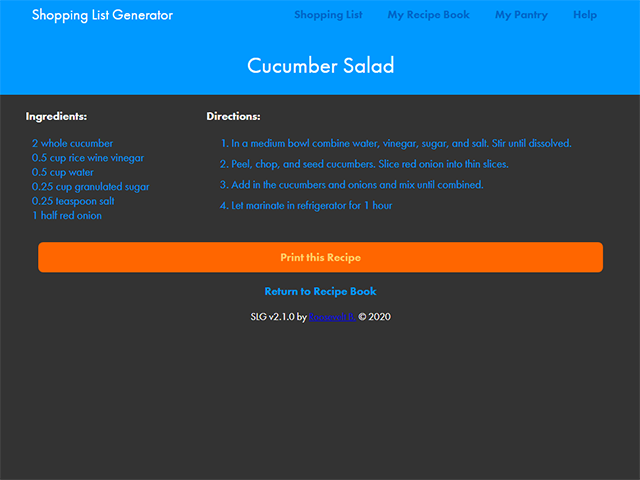 Shopping List Generator
Shopping List
My Recipe Book
My Pantry
Help
Cucumber Salad
Ingredients:
2 whole cucumber
0.5 cup rice wine vinegar
0.5 cup water
0.25 cup granulated sugar
0.25 teaspoon salt
1 half red onion
Directions:
1. In a medium bowl combine water, vinegar, sugar, and salt. Stir until dissolved.
2. Peel, chop, and seed cucumbers. Slice red onion into thin slices.
3. Add in the cucumbers and onions and mix until combined.
4. Let marinate in refrigerator for 1 hour
Print this Recipe
Return to Recipe Book
SLG v2.1.0 by Roosevelt B. © 2020